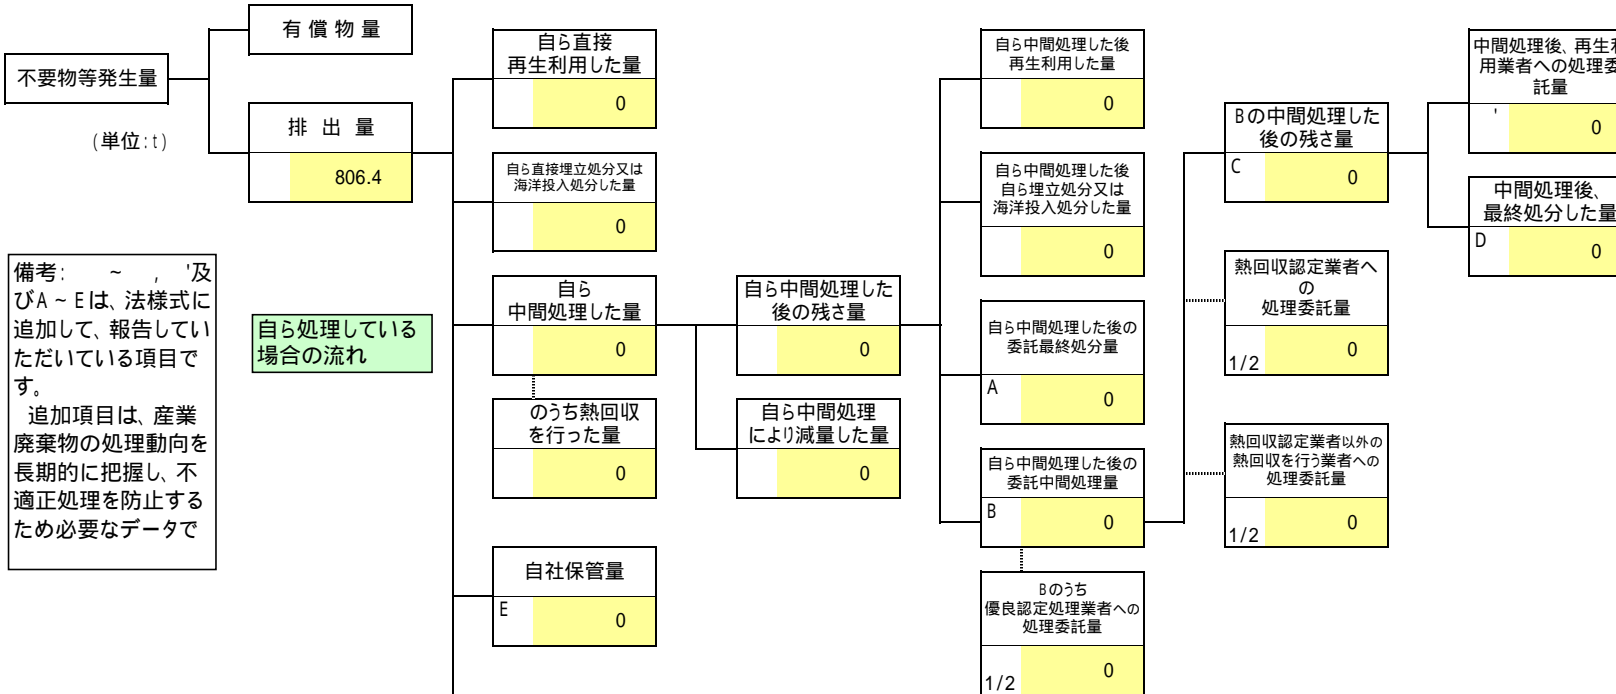 不要物等発生量
(単位:t)
有 償 物 量
排 出 量
806.4
備考:　～　,　'及
びA～Eは、法様式に
追加して、報告してい
ただいている項目で
す。
追加項目は、産業
廃棄物の処理動向を
長期的に把握し、不
適正処理を防止する
ため必要なデータで
自ら処理している
場合の流れ
自ら直接
再生利用した量
0
自ら直接埋立処分又は
海洋投入処分した量
0
自ら
中間処理した量
0
のうち熱回収
を行った量
0
自社保管量
E
0
自ら中間処理した
後の残さ量
0
自ら中間処理
により減量した量
0
自ら中間処理した後
再生利用した量
0
自ら中間処理した後
自ら埋立処分又は
海洋投入処分した量
0
自ら中間処理した後の
委託最終処分量
A
0
自ら中間処理した後の
委託中間処理量
B
0
Bのうち
優良認定処理業者への
処理委託量
1/2
0
Bの中間処理した
後の残さ量
C
0
熱回収認定業者へ
の
処理委託量
1/2
0
熱回収認定業者以外の
熱回収を行う業者への
処理委託量
1/2
0
中間処理後、再生利
用業者への処理委
託量
'
0
中間処理後、
最終処分した量
D
0